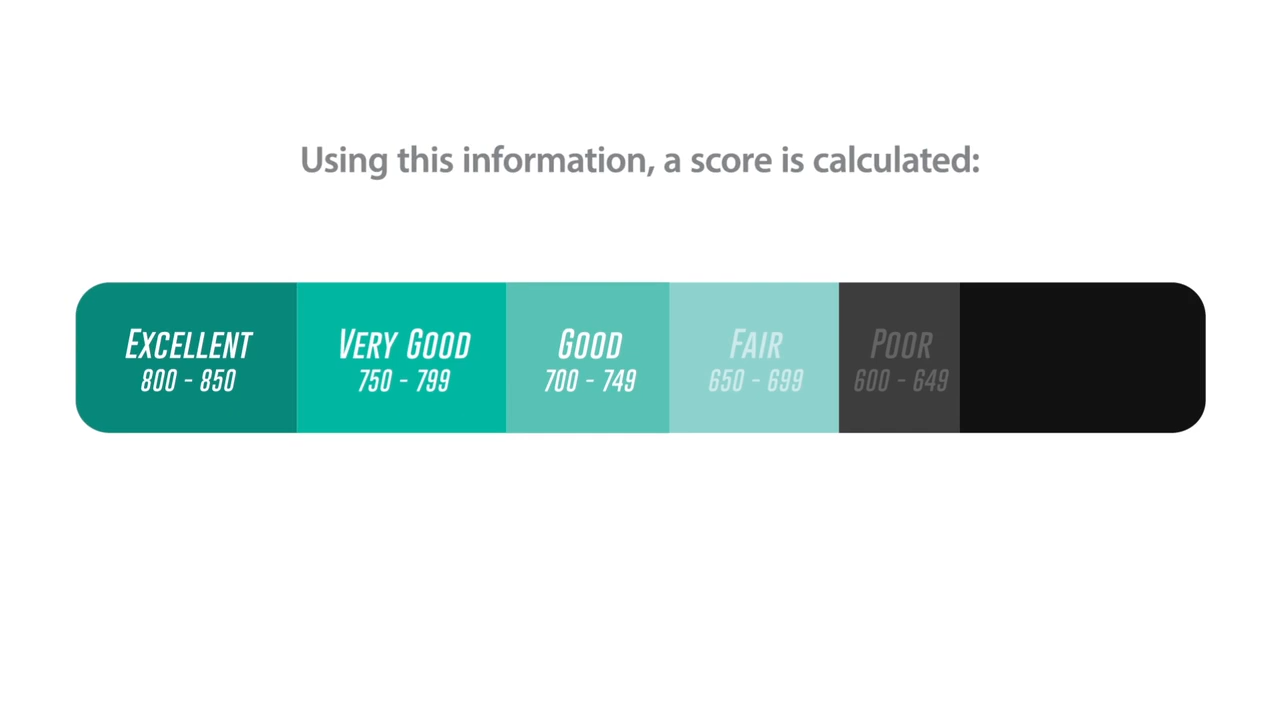 Using this information, a score is calculated:
EXCELLENT
800 - 850
VERY GOOD
750 - 799
GOOD
700 - 749
FAIR
650 - 699
POOR
600 - 649